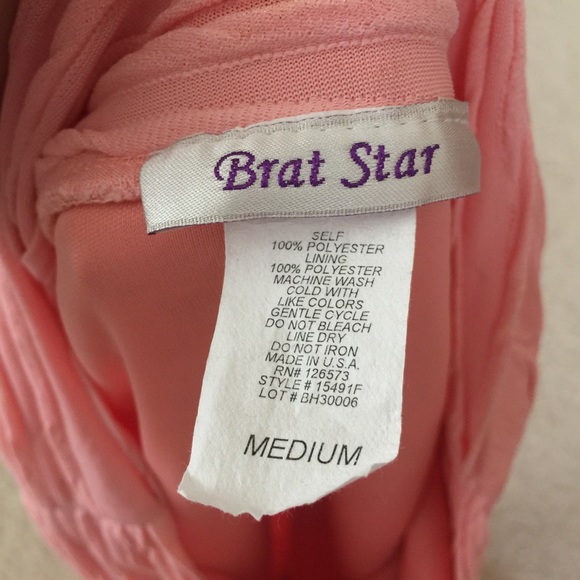 Brat Star
SELF
100% POLYESTER
LINING
100% POLYESTER
MACHINE WASH
COLD WITH
LIKE COLORS
GENTLE CYCLE
DO NOT BLEACH
LINE DRY
DO NOT IRON
MADE IN U.S.A.
RN# 126573
STYLE # 15491F
LOT # BH30006
MEDIUM